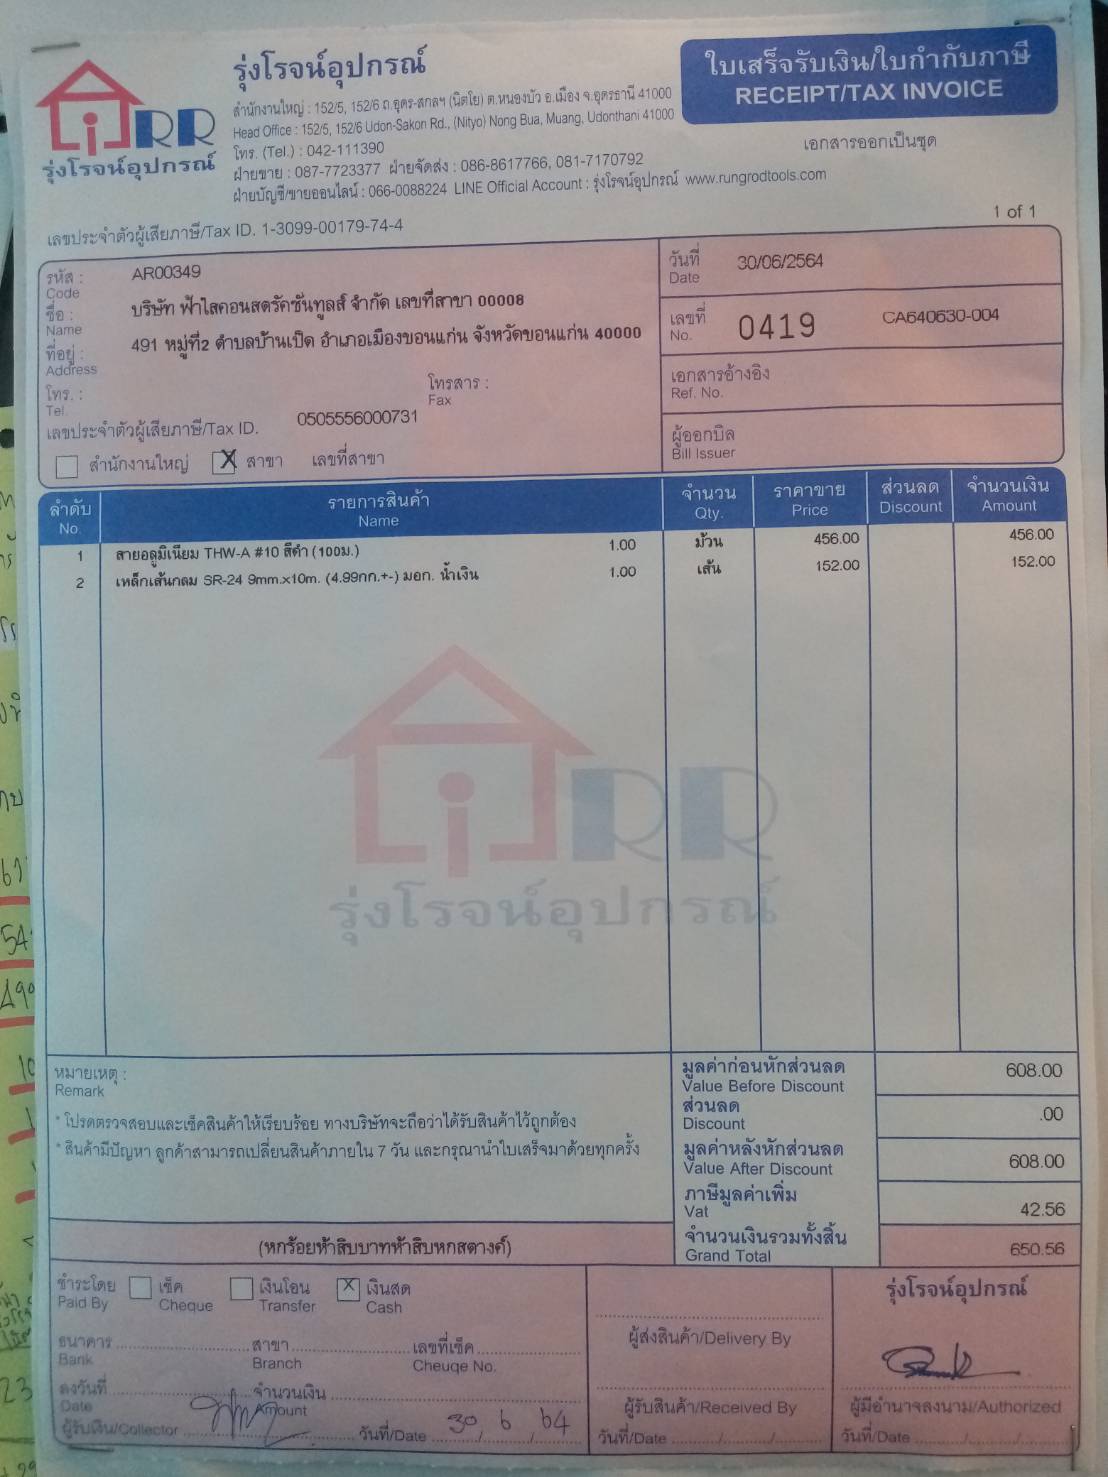 รุ่งโรจน์อุปกรณ์
สำนักงานใหญ่ : 152/5, 152/6 ถ.อุดร-สกลฯ (นิตโย) ต.หนองบัว อ.เมือง จ.อุดรธานี 41000
Head Office : 152/5, 152/6 Udon-Sakon Rd., (Nityo) Nong Bua, Muang, Udonthani 41000
โทร. (Tel.) : 042-111390
ฝ่ายขาย : 087-7723377 ฝ่ายจัดส่ง : 086-8617766, 081-7170792
ฝ่ายบัญชี/ขายออนไลน์ : 066-0088224 LINE Official Account : รุ่งโรจน์อุปกรณ์ www.rungrodtools.com
RR
รุ่งโรจน์อุปกรณ์
ใบเสร็จรับเงิน/ใบกำกับภาษี
RECEIPT/TAX INVOICE
เอกสารออกเป็นชุด
1 of 1
เลขประจำตัวผู้เสียภาษี/Tax ID. 1-3099-00179-74-4
รหัส : AR00349
Code
ชื่อ : บริษัท ฟ้าใสคอนสตรัคชันทูลส์ จำกัด เลขที่สาขา 00008
Name
ที่อยู่ : 491 หมู่ที่2 ตำบลบ้านเป็ด อำเภอเมืองขอนแก่น จังหวัดขอนแก่น 40000
Address
โทร. : โทรสาร :
Tel. Fax
เลขประจำตัวผู้เสียภาษี/Tax ID. 0505556000731
สำนักงานใหญ่ X สาขา เลขที่สาขา
วันที่ 30/06/2564
Date
เลขที่ 0419 CA640630-004
No.
เอกสารอ้างอิง
Ref. No.
ผู้ออกบิล
Bill Issuer
ลำดับ รายการสินค้า จำนวน ราคาขาย ส่วนลด จำนวนเงิน
No. Name Qty. Price Discount Amount
1 สายอลูมิเนียม THW-A #10 สีดำ (100ม.) 1.00 ม้วน 456.00 456.00
2 เหล็กเส้นกลม SR-24 9mm.x10m. (4.99กก.+-) มอก. น้ำเงิน 1.00 เส้น 152.00 152.00
RR
รุ่งโรจน์อุปกรณ์
หมายเหตุ :
Remark
* โปรดตรวจสอบและเช็คสินค้าให้เรียบร้อย ทางบริษัทจะถือว่าได้รับสินค้าไว้ถูกต้อง
* สินค้ามีปัญหา ลูกค้าสามารถเปลี่ยนสินค้าภายใน 7 วัน และกรุณานำใบเสร็จมาด้วยทุกครั้ง
มูลค่าก่อนหักส่วนลด 608.00
Value Before Discount
ส่วนลด .00
Discount
มูลค่าหลังหักส่วนลด 608.00
Value After Discount
ภาษีมูลค่าเพิ่ม 42.56
Vat
จำนวนเงินรวมทั้งสิ้น 650.56
Grand Total
(หกร้อยห้าสิบบาทห้าสิบหกสตางค์)
ชำระโดย เช็ค เงินโอน X เงินสด
Paid By Cheque Transfer Cash
ธนาคาร สาขา เลขที่เช็ค
Bank Branch Cheuqe No.
ลงวันที่ จำนวนเงิน
Date Amount
ผู้รับเงิน/Collector วันที่/Date 30 / 6 / 64
ผู้ส่งสินค้า/Delivery By
ผู้รับสินค้า/Received By
วันที่/Date / /
รุ่งโรจน์อุปกรณ์
ผู้มีอำนาจลงนาม/Authorized
วันที่/Date / /